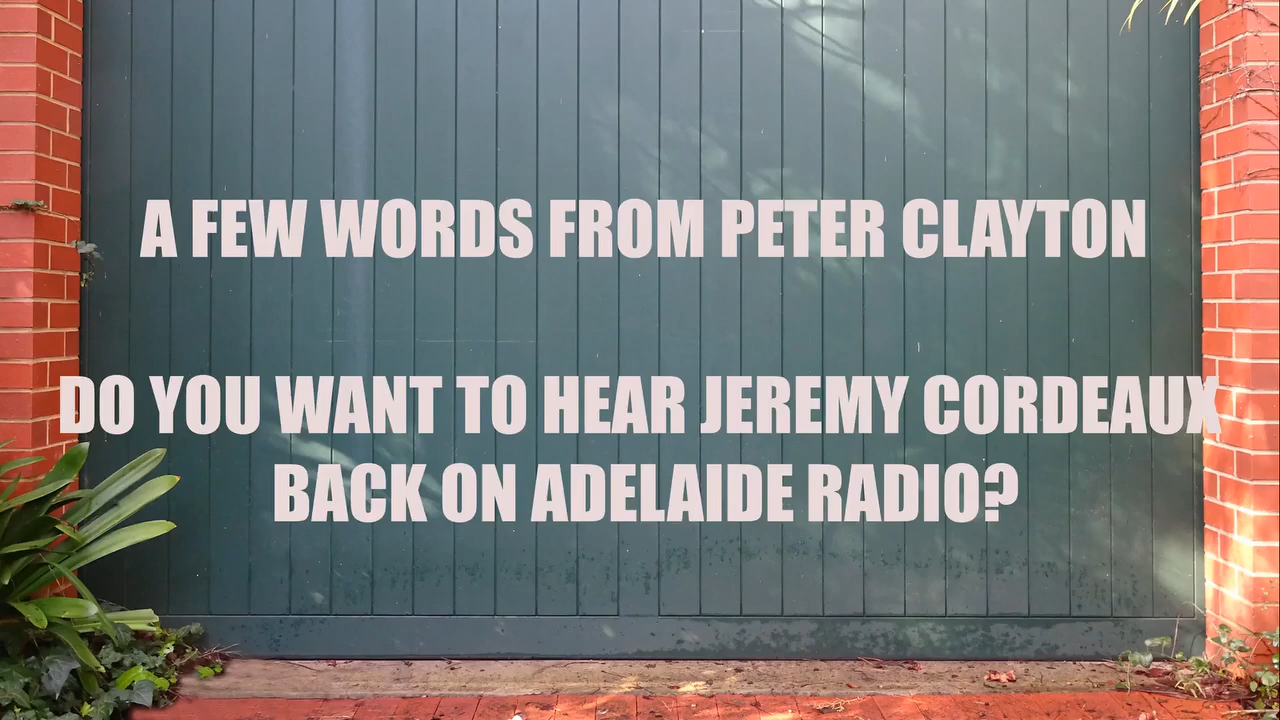 A FEW WORDS FROM PETER CLAYTON
DO YOU WANT TO HEAR JEREMY CORDEAUX
BACK ON ADELAIDE RADIO?